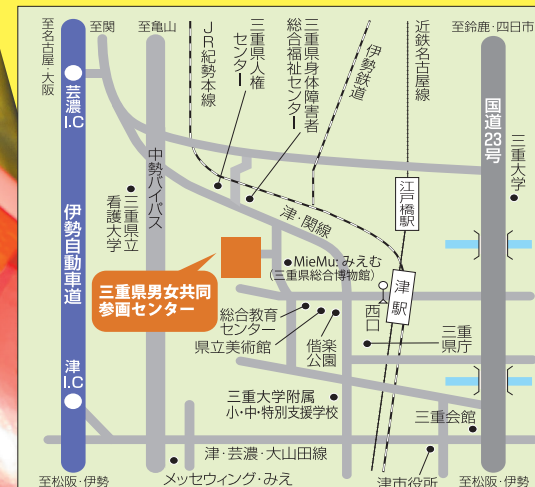 至名古屋・大阪
至関
至亀山
至鈴鹿・四日市
芸濃
I.C
伊勢自動車道
津
I.C
至松阪・伊勢
中勢バイパス
三重県立
看護大学
JR紀勢本線
三重県人権
センター
三重県身体障害者
総合福祉センター
伊勢鉄道
近鉄名古屋線
国道23号
三重大学
江戸橋駅
津・関線
三重県男女共同
参画センター
MieMu:みえむ
(三重県総合博物館)
津駅
西口
総合教育
センター
県立美術館
偕楽
公園
三重
県庁
三重大学附属
小・中・特別支援学校
三重会館
津・芸濃・大山田線
メッセウィング・みえ
津市役所
至松阪・伊勢